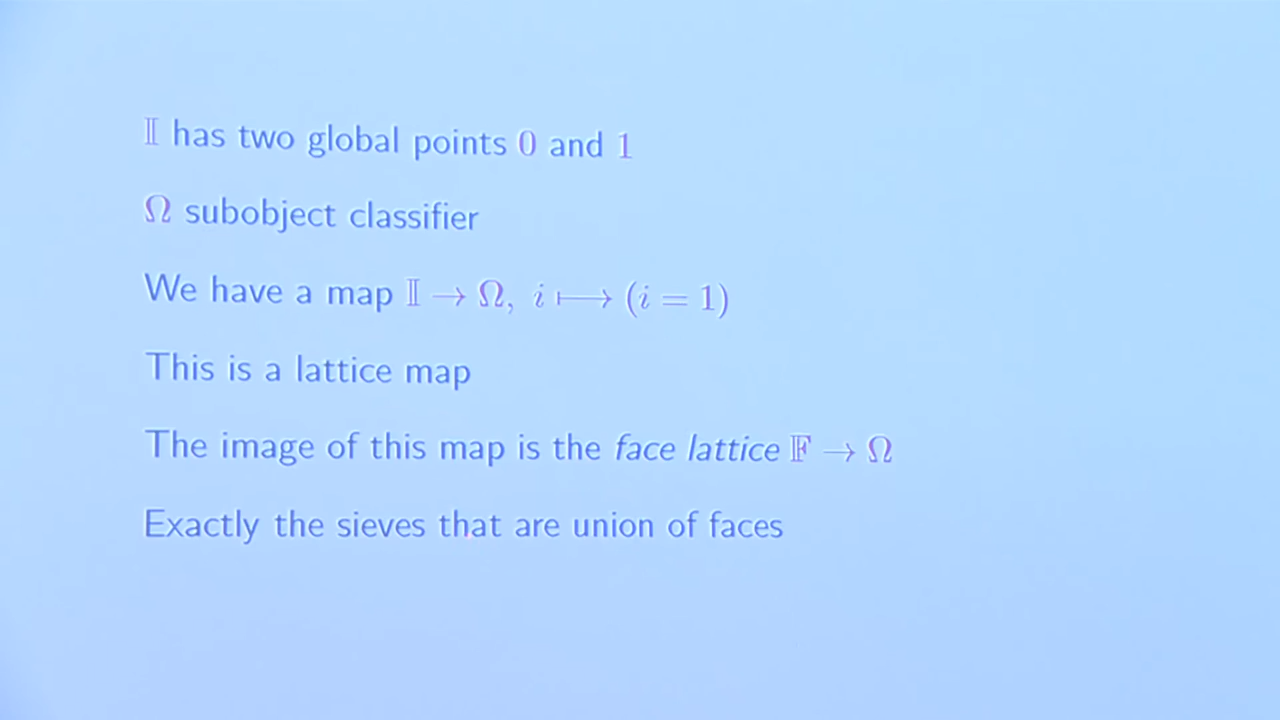 𝕀 has two global points 0 and 1
Ω subobject classifier
We have a map 𝕀 → Ω, i ⟼ (i = 1)
This is a lattice map
The image of this map is the face lattice 𝔽 → Ω
Exactly the sieves that are union of faces